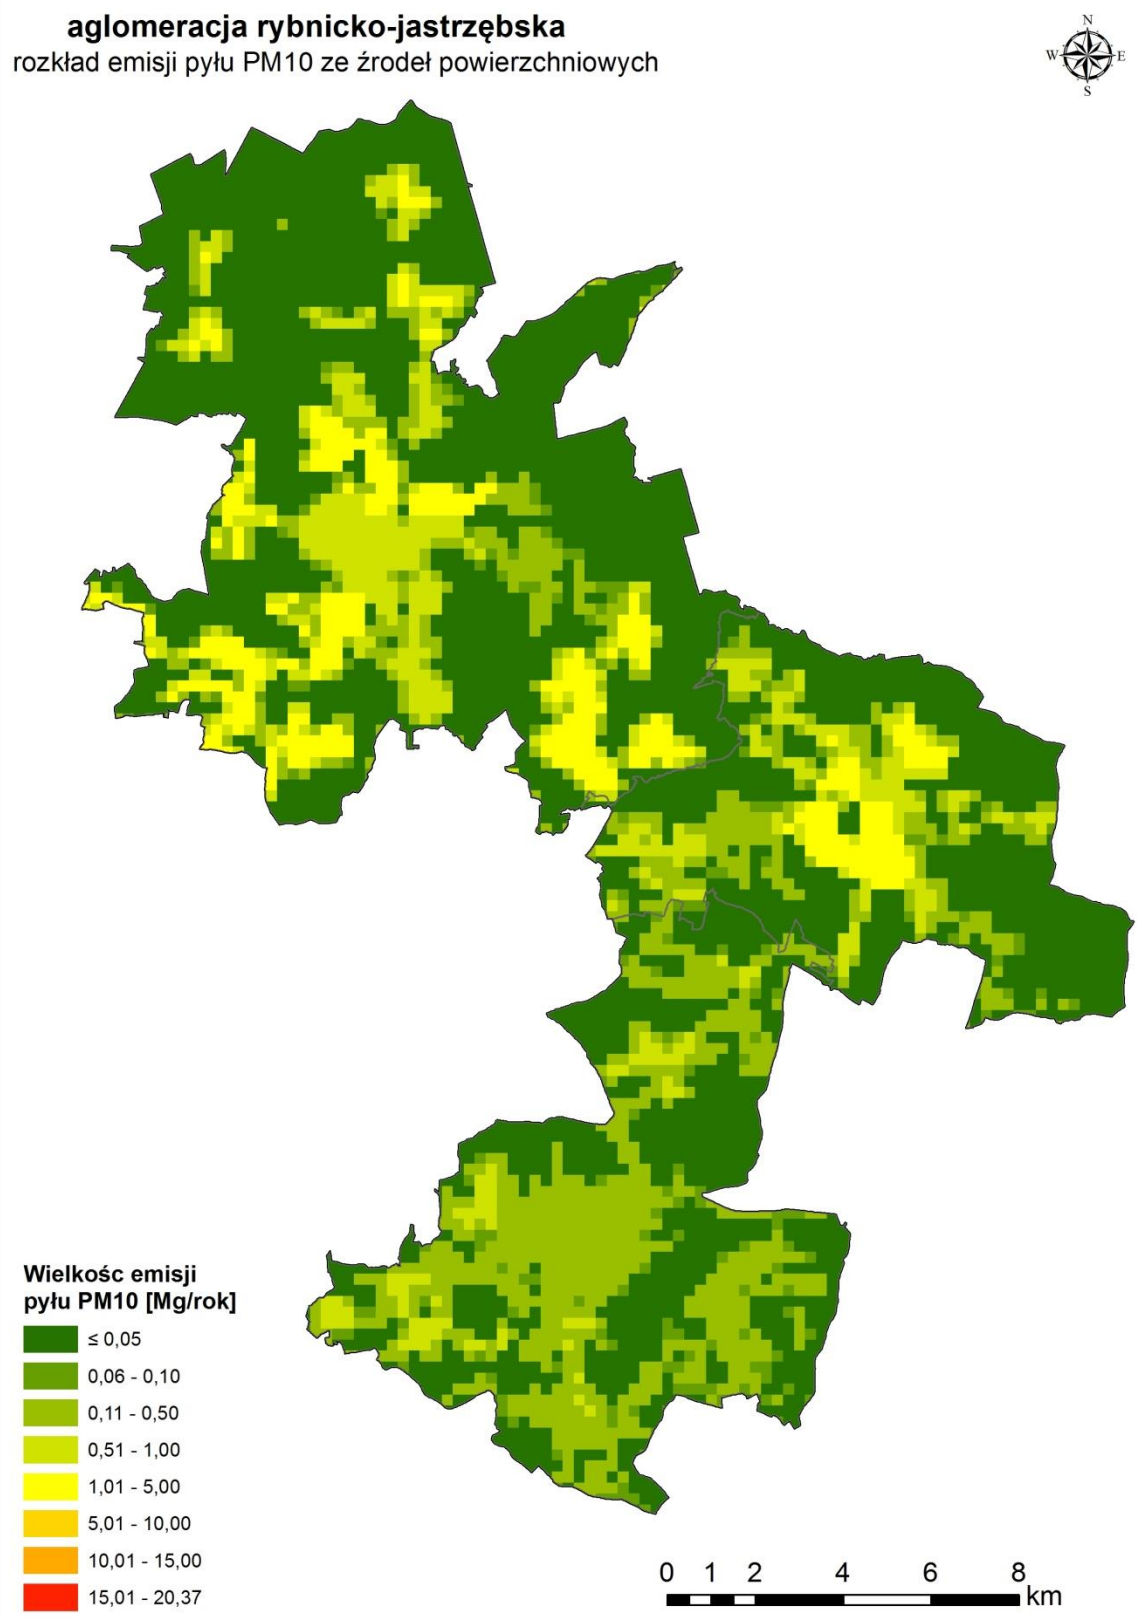 aglomeracja rybnicko-jastrzębska
rozkład emisji pyłu PM10 ze źrodeł powierzchniowych
N
W E
S
Wielkośc emisji
pyłu PM10 [Mg/rok]
≤ 0,05
0,06 - 0,10
0,11 - 0,50
0,51 - 1,00
1,01 - 5,00
5,01 - 10,00
10,01 - 15,00
15,01 - 20,37
0 1 2 4 6 8
km